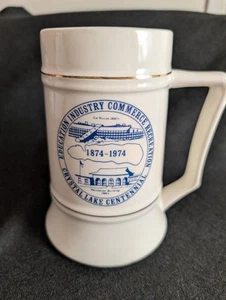 EDUCATION INDUSTRY COMMERCE RECREATION
1874-1974
CRYSTAL LAKE CENTENNIAL